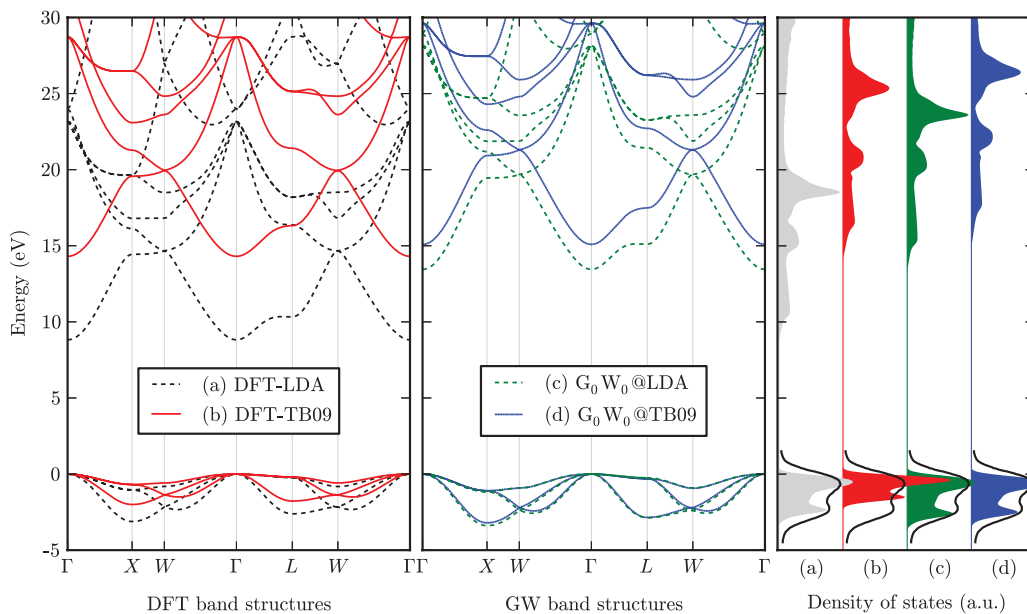 30
25
20
15
10
5
0
-5
Energy (eV)
(a) DFT-LDA
(b) DFT-TB09
(c) G₀W₀@LDA
(d) G₀W₀@TB09
Γ X W Γ L W Γ
Γ X W Γ L W Γ
(a) (b) (c) (d)
DFT band structures
GW band structures
Density of states (a.u.)